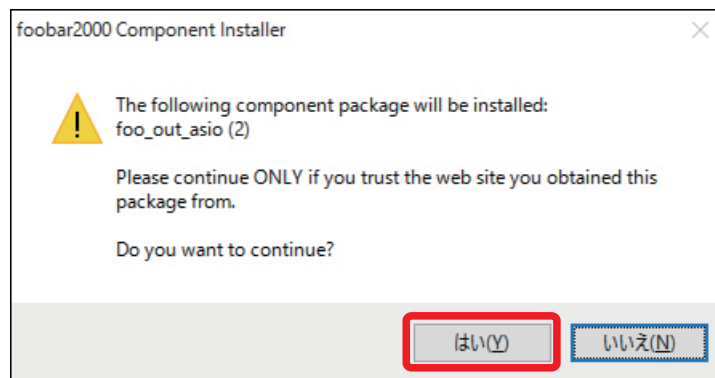 foobar2000 Component Installer
The following component package will be installed:
foo_out_asio (2)
Please continue ONLY if you trust the web site you obtained this
package from.
Do you want to continue?
はい(Y)
いいえ(N)